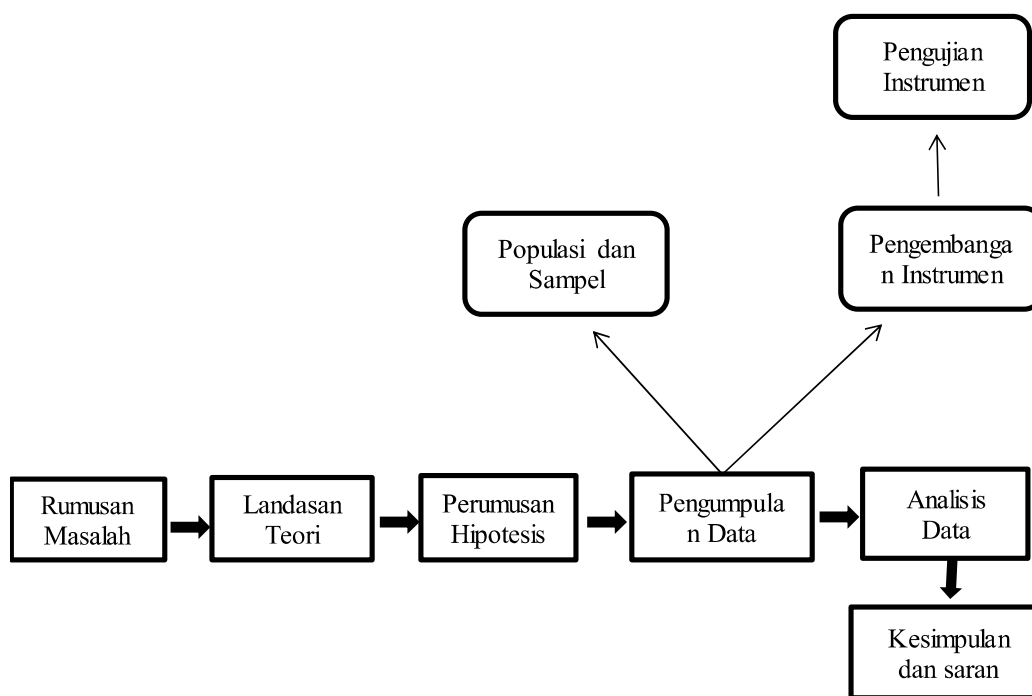 Pengujian
Instrumen
Populasi dan
Sampel
Pengembanga
n Instrumen
Rumusan
Masalah
Landasan
Teori
Perumusan
Hipotesis
Pengumpula
n Data
Analisis
Data
Kesimpulan
dan saran